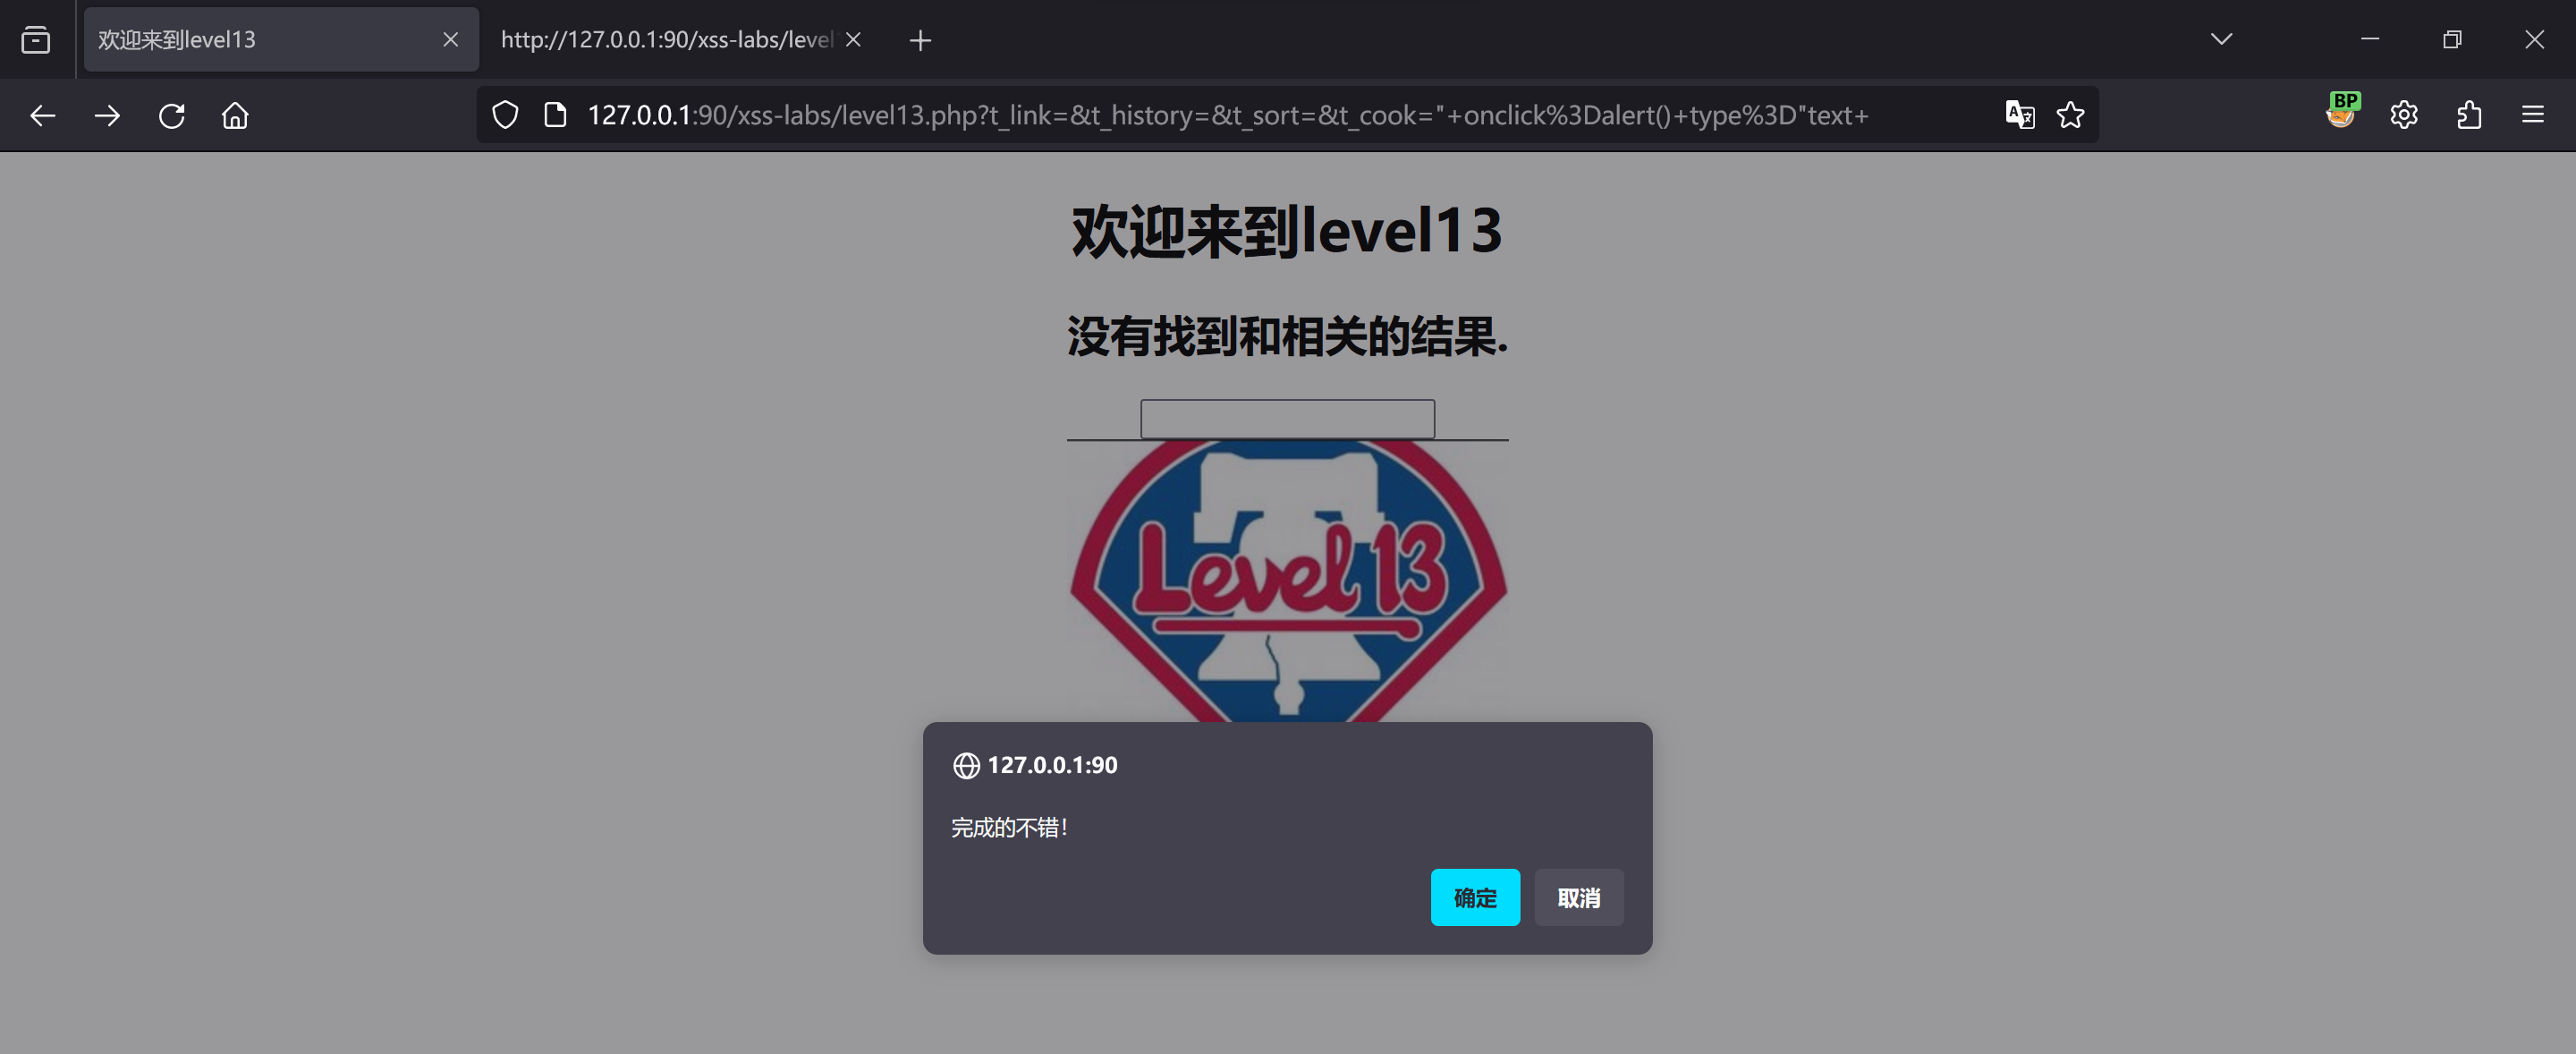 欢迎来到level13
http://127.0.0.1:90/xss-labs/level
127.0.0.1:90/xss-labs/level13.php?t_link=&t_history=&t_sort=&t_cook="+onclick%3Dalert()+type%3D"text+
BP
欢迎来到level13
没有找到和相关的结果.
Level 13
127.0.0.1:90
完成的不错！
确定
取消